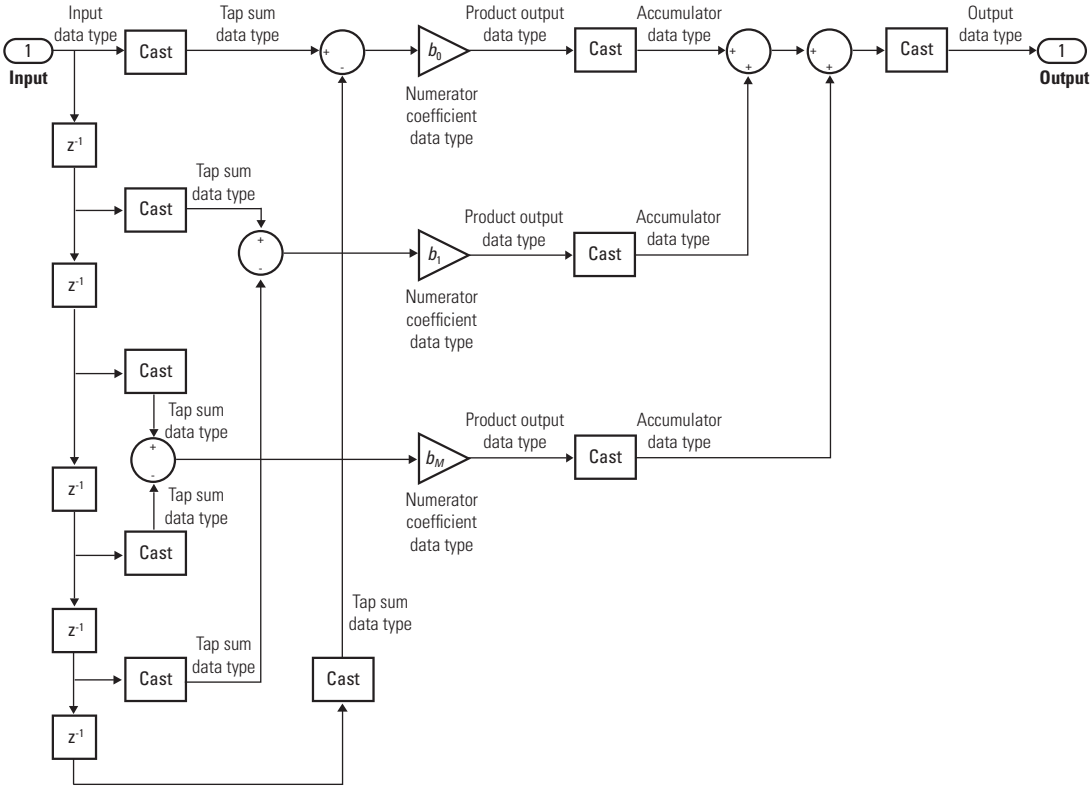 Input
data type
Tap sum
data type
Product output
data type
Accumulator
data type
Output
data type
1
Input
Cast
+
-
b0
Cast
+
+
+
+
Cast
1
Output
Numerator
coefficient
data type
z-1
Tap sum
data type
Cast
+
-
Product output
data type
Accumulator
data type
b1
Cast
Numerator
coefficient
data type
z-1
Cast
Tap sum
data type
+
-
Product output
data type
Accumulator
data type
bM
Cast
Numerator
coefficient
data type
z-1
Tap sum
data type
Cast
z-1
Tap sum
data type
Tap sum
data type
Cast
Cast
z-1